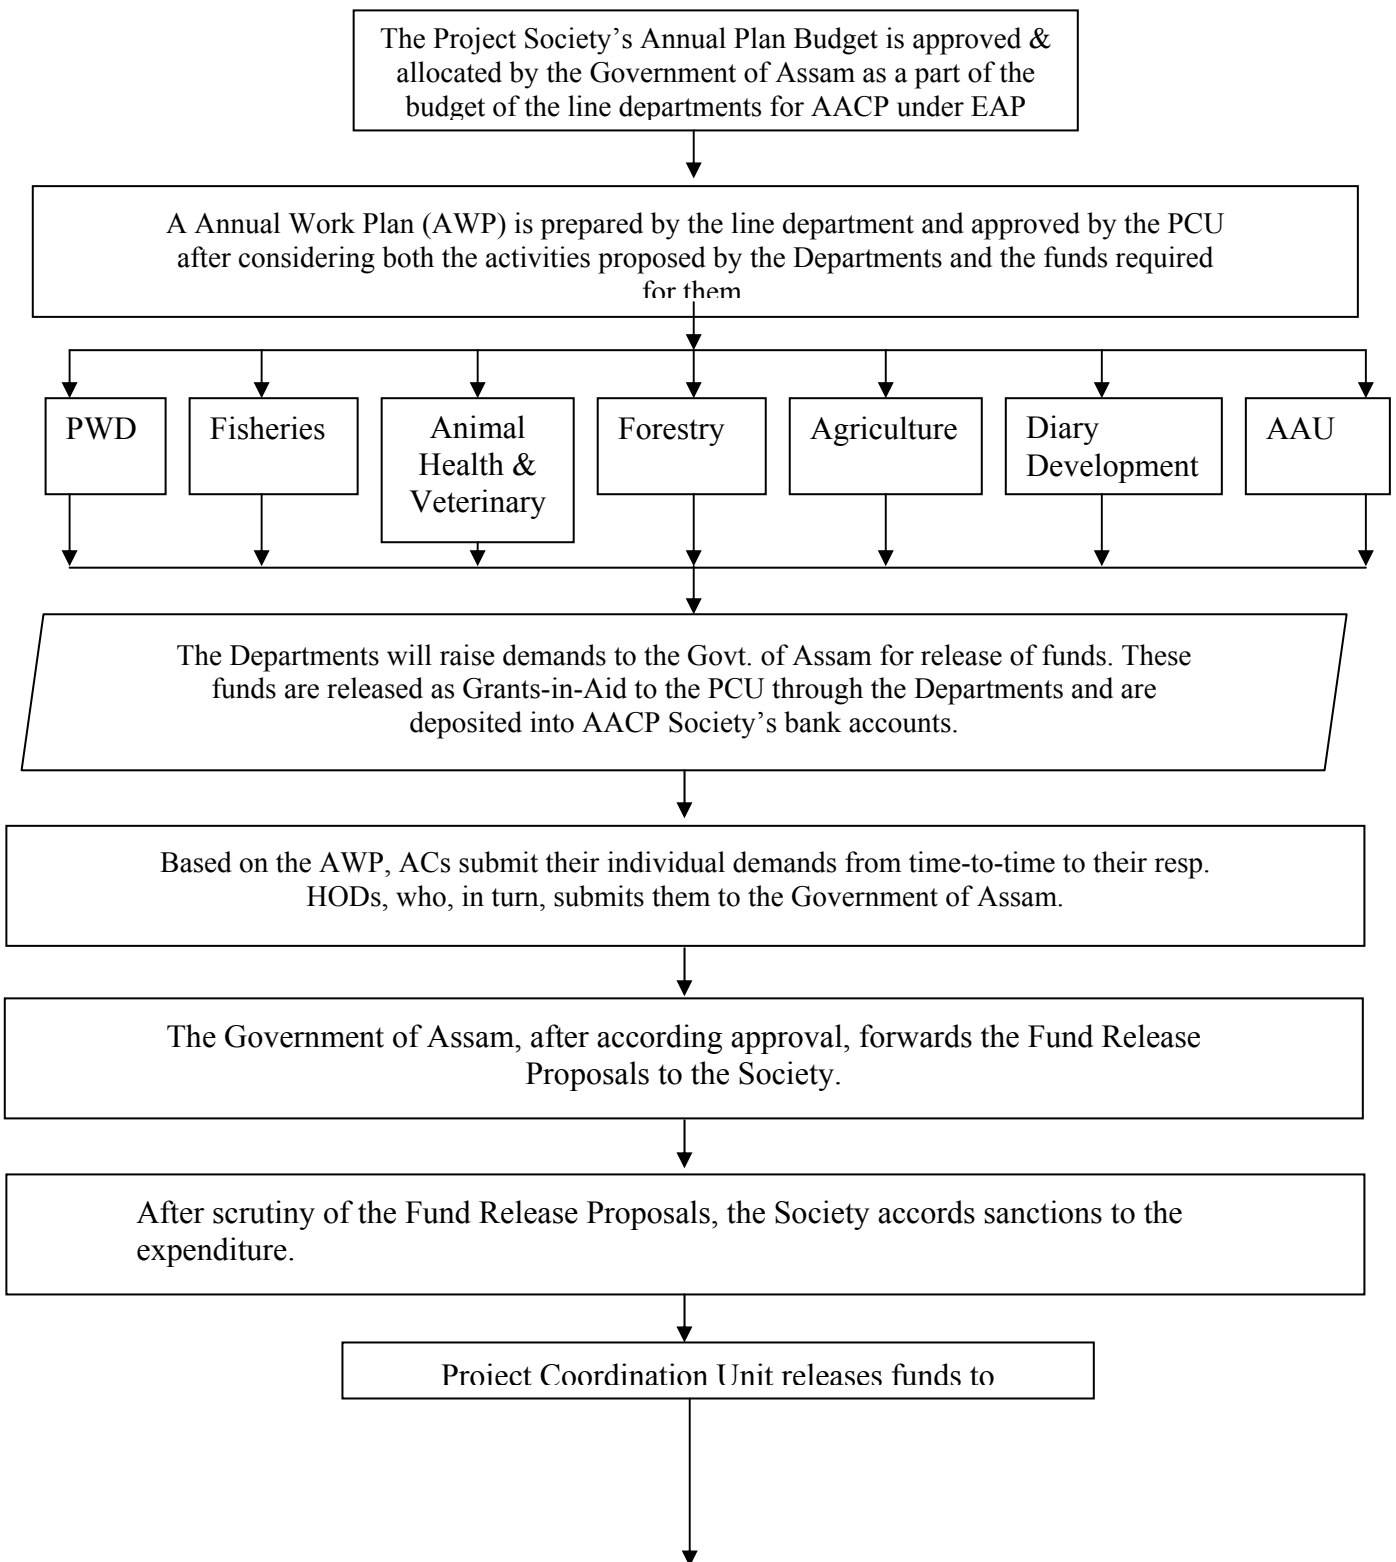 The Project Society’s Annual Plan Budget is approved &
allocated by the Government of Assam as a part of the
budget of the line departments for AACP under EAP
A Annual Work Plan (AWP) is prepared by the line department and approved by the PCU
after considering both the activities proposed by the Departments and the funds required
for them
PWD
Fisheries
Animal
Health &
Veterinary
Forestry
Agriculture
Diary
Development
AAU
The Departments will raise demands to the Govt. of Assam for release of funds. These
funds are released as Grants-in-Aid to the PCU through the Departments and are
deposited into AACP Society’s bank accounts.
Based on the AWP, ACs submit their individual demands from time-to-time to their resp.
HODs, who, in turn, submits them to the Government of Assam.
The Government of Assam, after according approval, forwards the Fund Release
Proposals to the Society.
After scrutiny of the Fund Release Proposals, the Society accords sanctions to the
expenditure.
Project Coordination Unit releases funds to